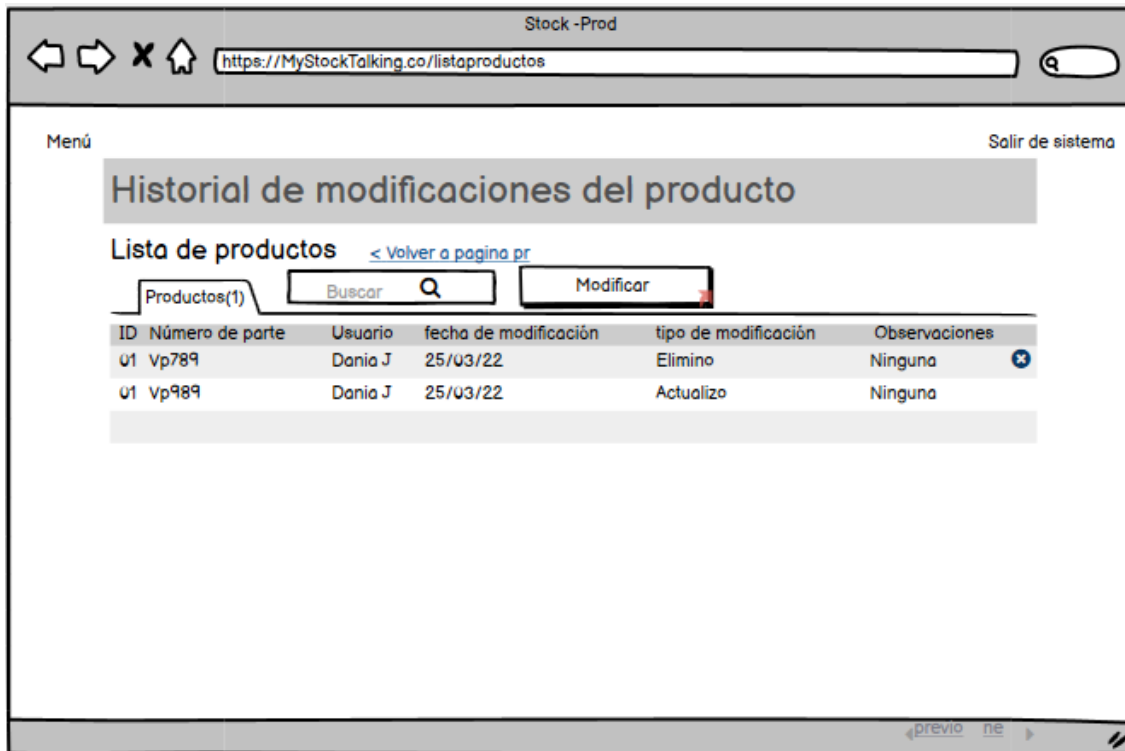 Stock -Prod
https://MyStockTalking.co/listaproductos
Menú Salir de sistema
Historial de modificaciones del producto
Lista de productos < Volver a pagina pr
Productos(1) Buscar Modificar
ID Número de parte Usuario fecha de modificación tipo de modificación Observaciones
01 Vp789 Dania J 25/03/22 Elimino Ninguna
01 Vp989 Dania J 25/03/22 Actualizo Ninguna
previo ne